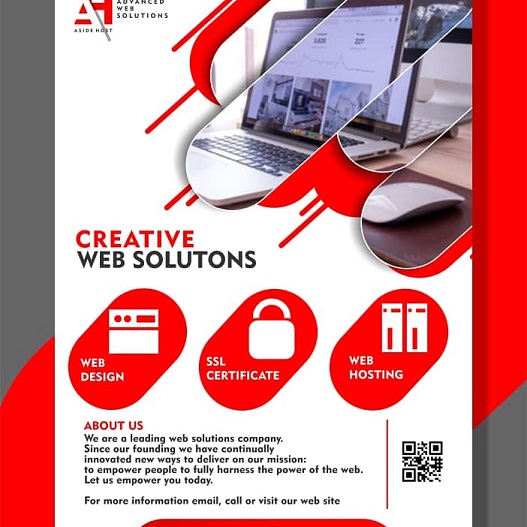 AH
ADVANCED
WEB
SOLUTIONS
ASIDE HOST
CREATIVE
WEB SOLUTONS
WEB
DESIGN
SSL
CERTIFICATE
WEB
HOSTING
ABOUT US
We are a leading web solutions company.
Since our founding we have continually
innovated new ways to deliver on our mission:
to empower people to fully harness the power of the web.
Let us empower you today.
For more information email, call or visit our web site